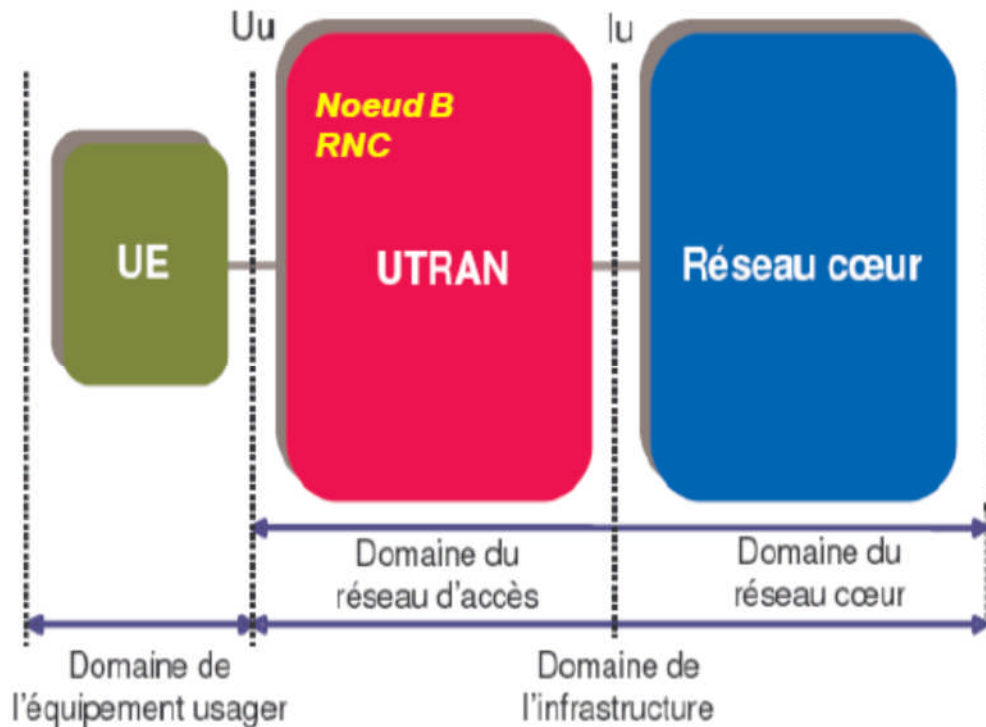 Uu
Iu
Noeud B
RNC
UE
UTRAN
Réseau cœur
Domaine du
réseau d'accès
Domaine du
réseau cœur
Domaine de
l'équipement usager
Domaine de
l'infrastructure